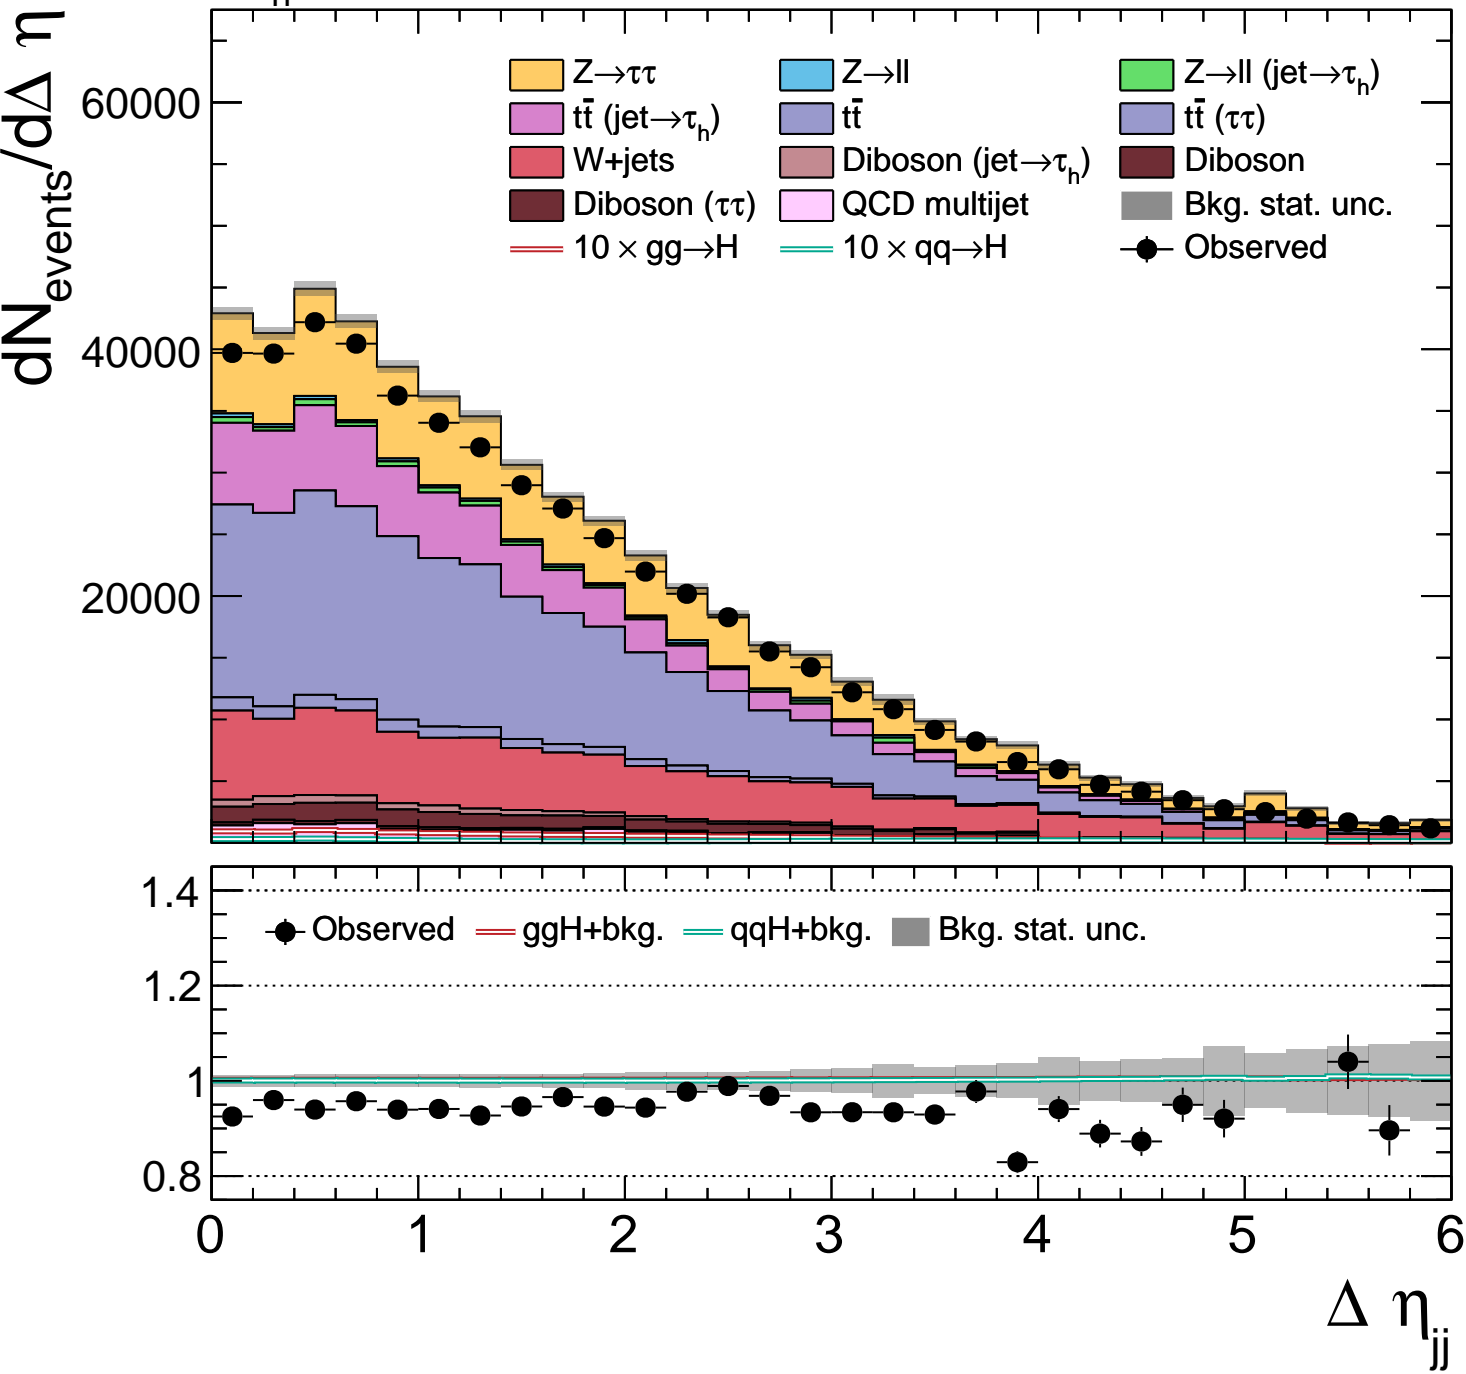 dN_events/dΔ η
60000
40000
20000
Z→ττ Z→ll Z→ll (jet→τ_h)
tt̄ (jet→τ_h) tt̄ tt̄ (ττ)
W+jets Diboson (jet→τ_h) Diboson
Diboson (ττ) QCD multijet Bkg. stat. unc.
10 × gg→H 10 × qq→H Observed
1.4
Observed ggH+bkg. qqH+bkg. Bkg. stat. unc.
1.2
1
0.8
0 1 2 3 4 5 6
Δ η_jj